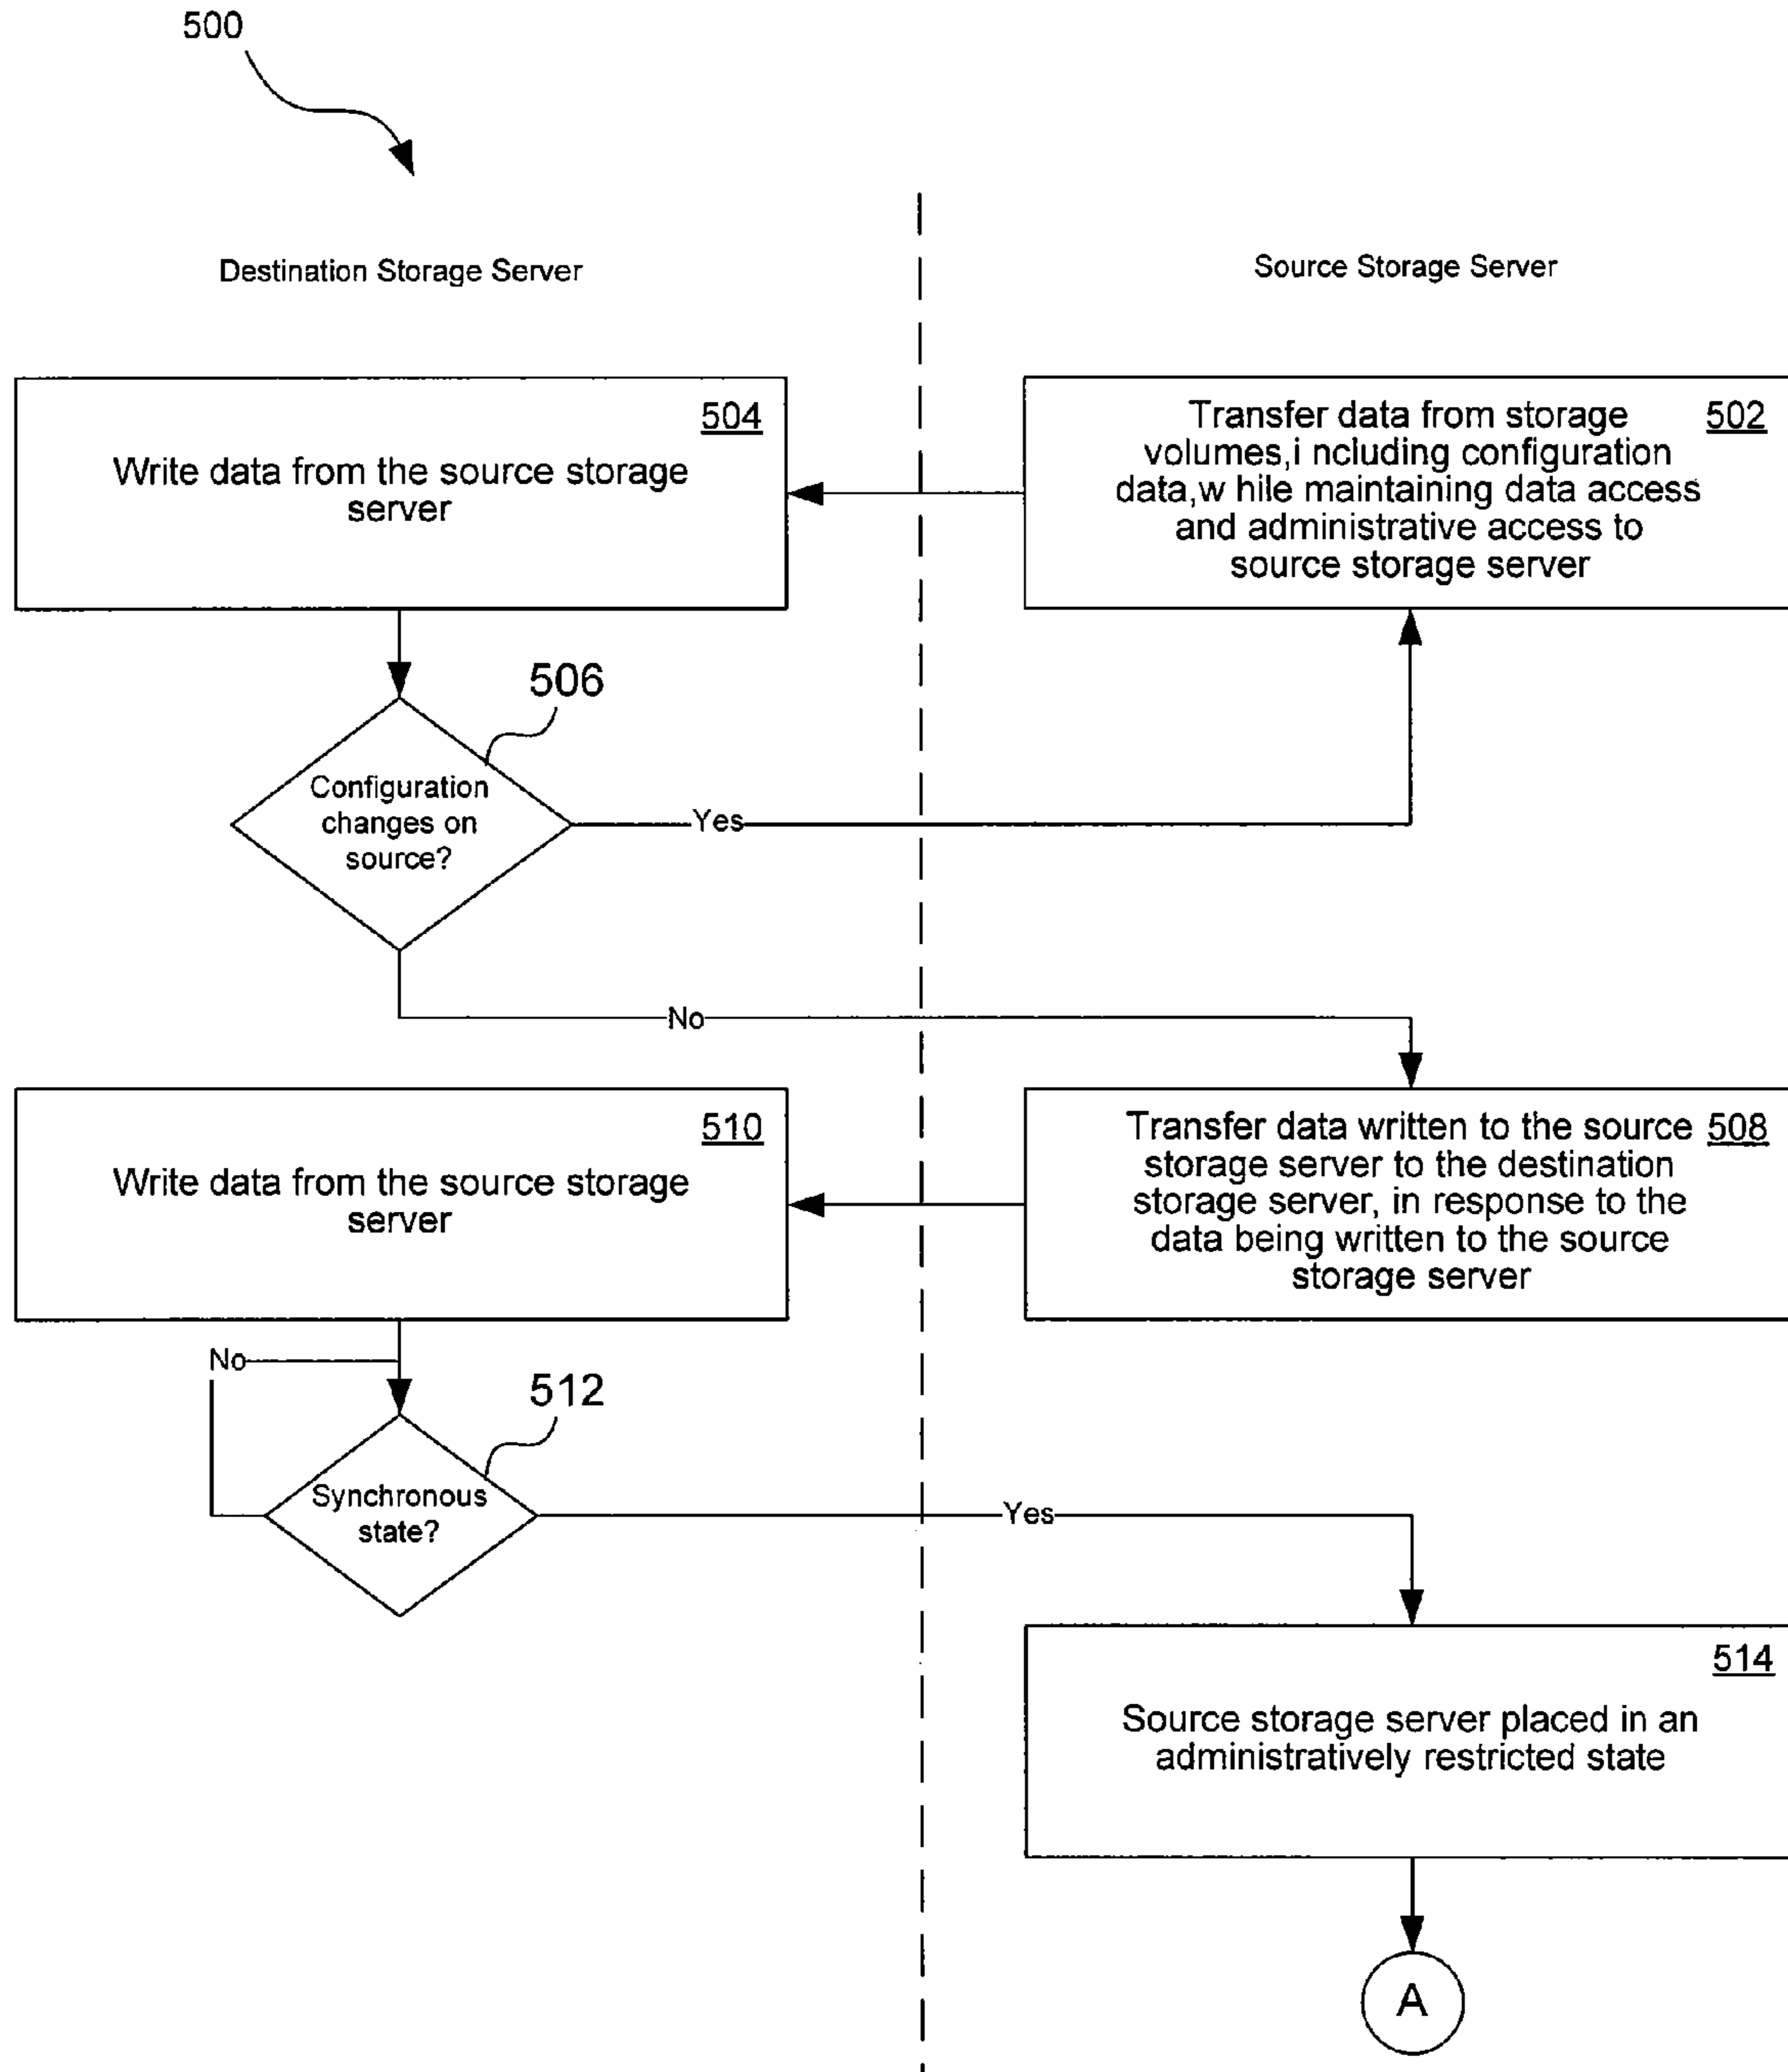 500
Destination Storage Server
Source Storage Server
504
Write data from the source storage
server
Transfer data from storage 502
volumes,i ncluding configuration
data,w hile maintaining data access
and administrative access to
source storage server
506
Configuration
changes on
source?
Yes
No
510
Write data from the source storage
server
Transfer data written to the source 508
storage server to the destination
storage server, in response to the
data being written to the source
storage server
No
512
Synchronous
state?
Yes
514
Source storage server placed in an
administratively restricted state
A